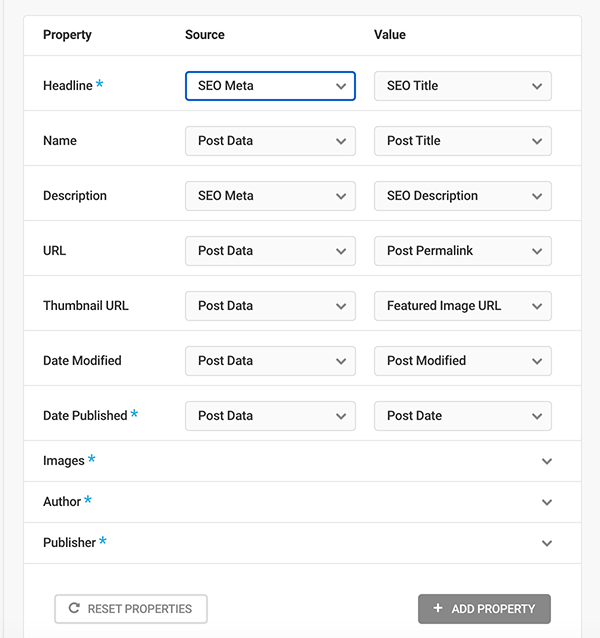 Property Source Value
Headline * SEO Meta SEO Title
Name Post Data Post Title
Description SEO Meta SEO Description
URL Post Data Post Permalink
Thumbnail URL Post Data Featured Image URL
Date Modified Post Data Post Modified
Date Published * Post Data Post Date
Images *
Author *
Publisher *
RESET PROPERTIES + ADD PROPERTY